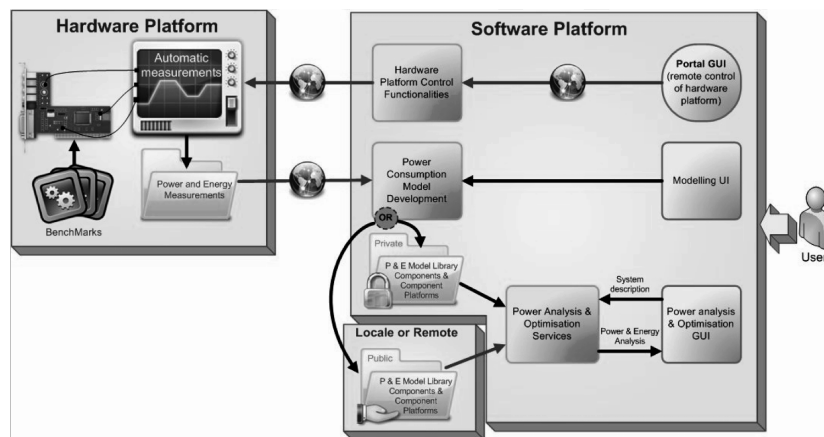 Hardware Platform
Software Platform
Automatic
measurements
Hardware
Platform Control
Functionalities
Portal GUI
(remote control
of hardware
platform)
Power and Energy
Measurements
BenchMarks
Power
Consumption
Model
Development
Modelling UI
OR
User
Private
P & E Model Library
Components &
Component
Platforms
System
description
Power Analysis &
Optimisation
Services
Power & Energy
Analysis
Power analysis
& Optimisation
GUI
Locale or Remote
Public
P & E Model Library
Components &
Component
Platforms